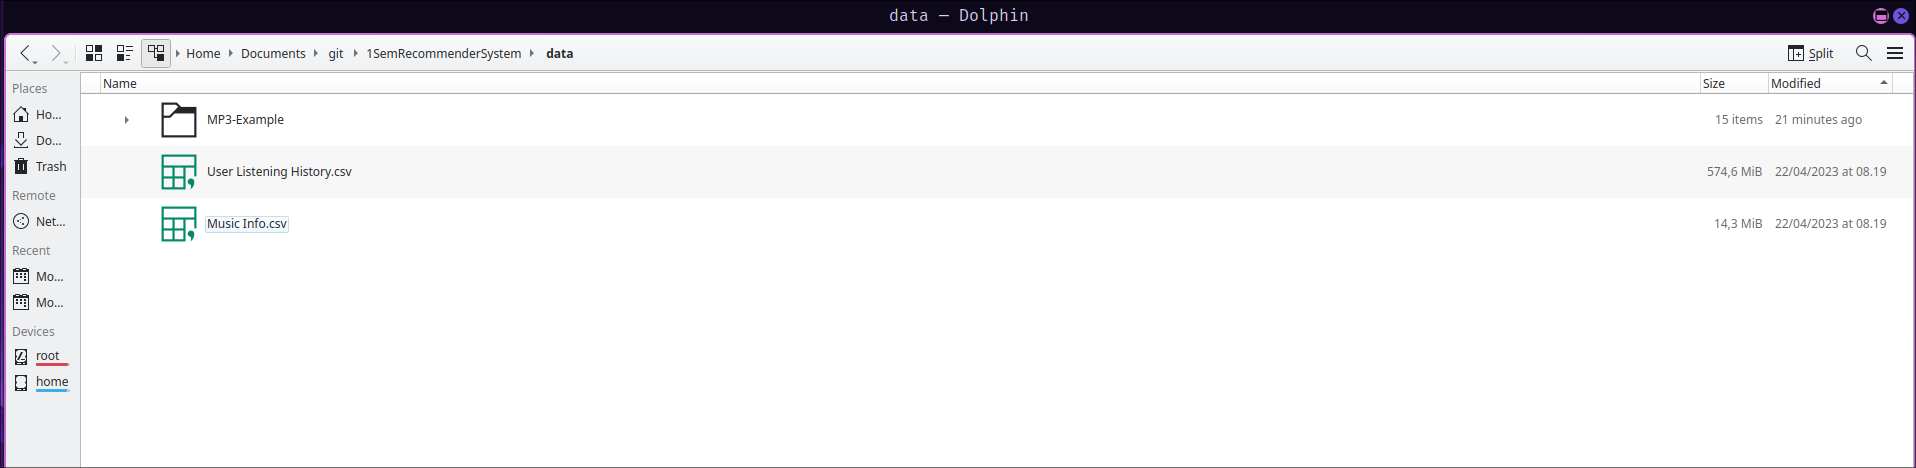 data — Dolphin
Home Documents git 1SemRecommenderSystem data Split
Places
Ho...
Do...
Trash
Remote
Net...
Recent
Mo...
Mo...
Devices
root
home
Name Size Modified
MP3-Example 15 items 21 minutes ago
User Listening History.csv 574,6 MiB 22/04/2023 at 08.19
Music Info.csv 14,3 MiB 22/04/2023 at 08.19